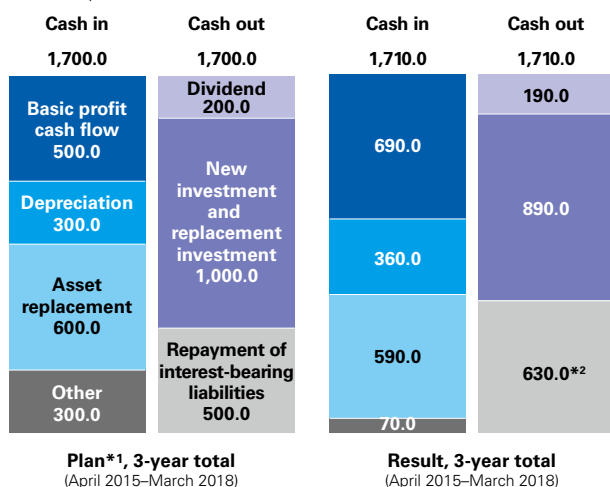 Cash in
Cash out
Cash in
Cash out
1,700.0
1,700.0
1,710.0
1,710.0
Basic profit
cash flow
500.0
Depreciation
300.0
Asset
replacement
600.0
Other
300.0
Dividend
200.0
New
investment
and
replacement
investment
1,000.0
Repayment of
interest-bearing
liabilities
500.0
690.0
360.0
590.0
70.0
190.0
890.0
630.0*2
Plan*1, 3-year total
(April 2015–March 2018)
Result, 3-year total
(April 2015–March 2018)